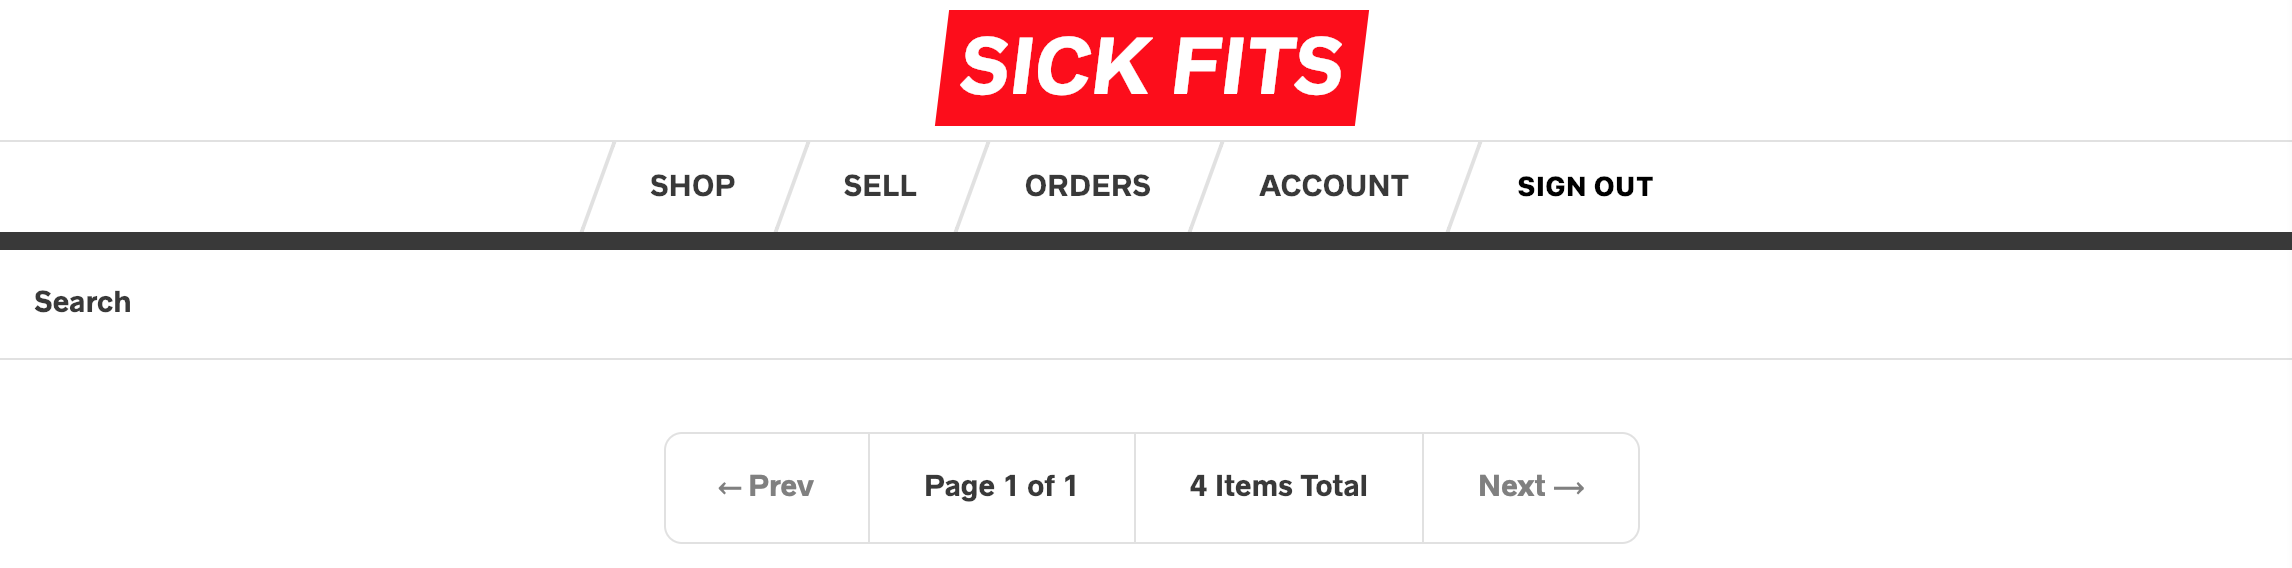 SICK FITS
SHOP SELL ORDERS ACCOUNT SIGN OUT
Search
← Prev Page 1 of 1 4 Items Total Next →